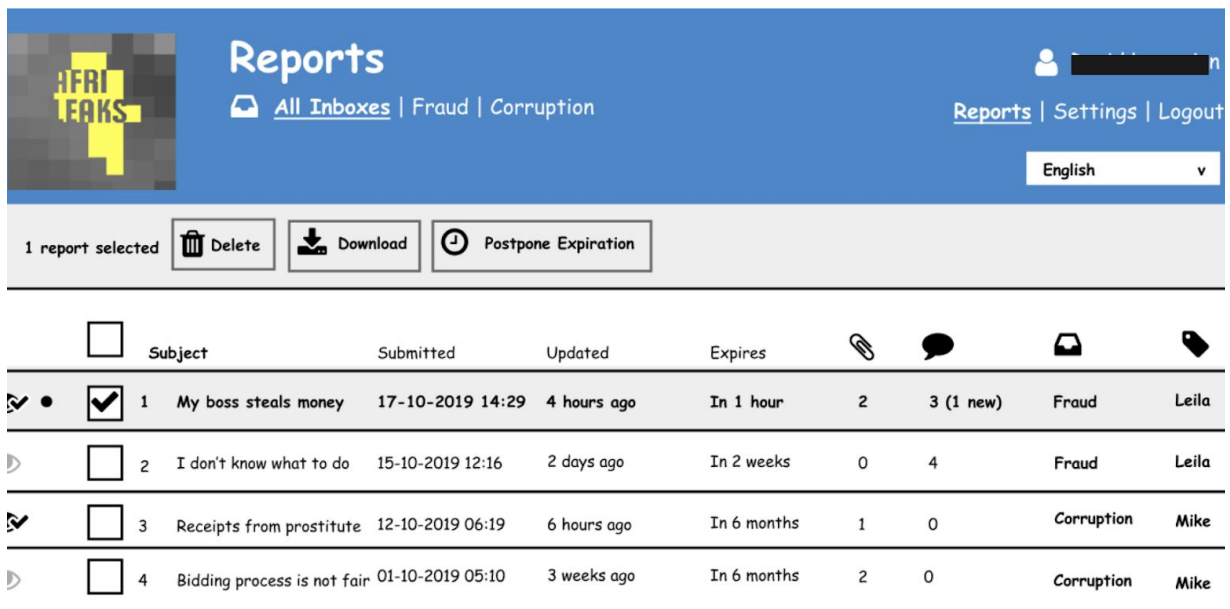 AFRI
LEAKS
Reports
All Inboxes | Fraud | Corruption
n
Reports | Settings | Logout
English v
1 report selected Delete Download Postpone Expiration
Subject Submitted Updated Expires
1 My boss steals money 17-10-2019 14:29 4 hours ago In 1 hour 2 3 (1 new) Fraud Leila
2 I don't know what to do 15-10-2019 12:16 2 days ago In 2 weeks 0 4 Fraud Leila
3 Receipts from prostitute 12-10-2019 06:19 6 hours ago In 6 months 1 0 Corruption Mike
4 Bidding process is not fair 01-10-2019 05:10 3 weeks ago In 6 months 2 0 Corruption Mike